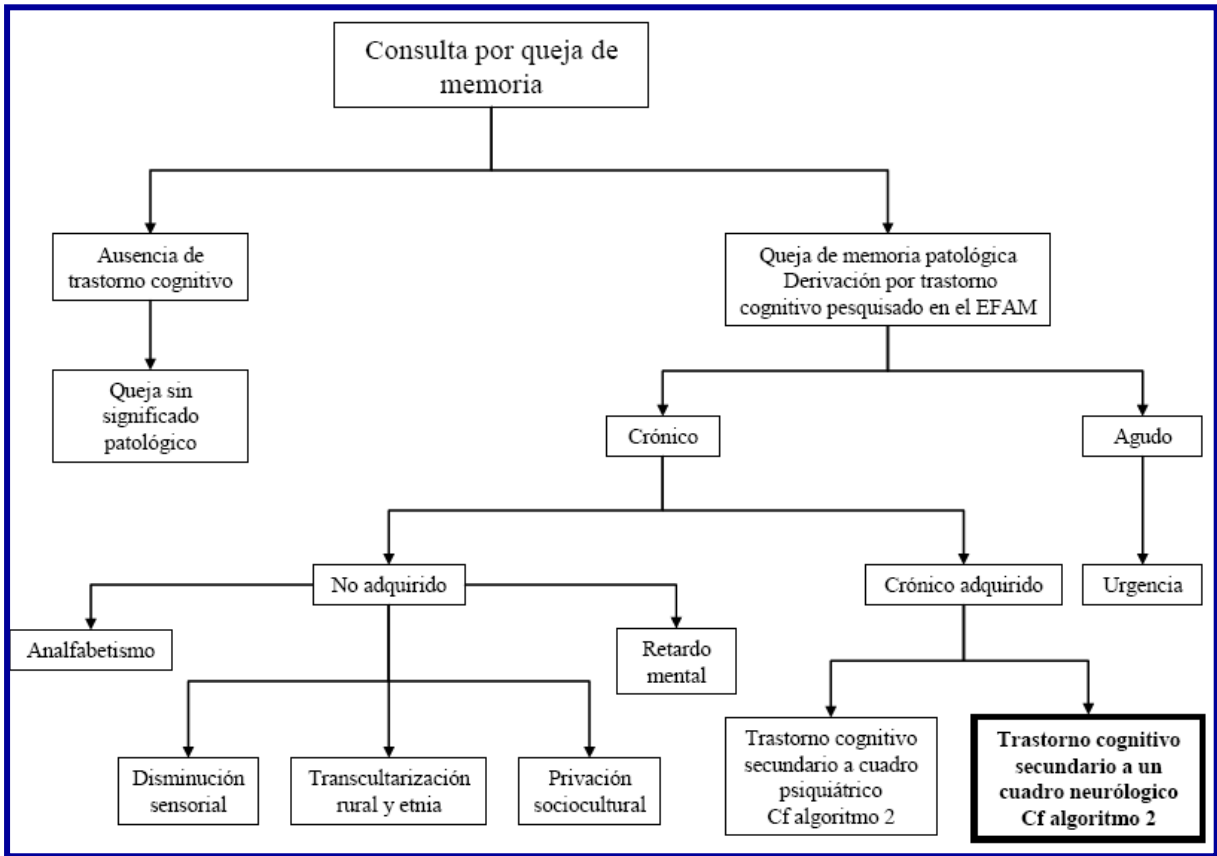 Consulta por queja de
memoria
Ausencia de
trastorno cognitivo
Queja de memoria patológica
Derivación por trastorno
cognitivo pesquisado en el EFAM
Queja sin
significado
patológico
Crónico
Agudo
No adquirido
Crónico adquirido
Urgencia
Analfabetismo
Retardo
mental
Disminución
sensorial
Transcultarización
rural y etnia
Privación
sociocultural
Trastorno cognitivo
secundario a cuadro
psiquiátrico
Cf algoritmo 2
Trastorno cognitivo
secundario a un
cuadro neurólogico
Cf algoritmo 2